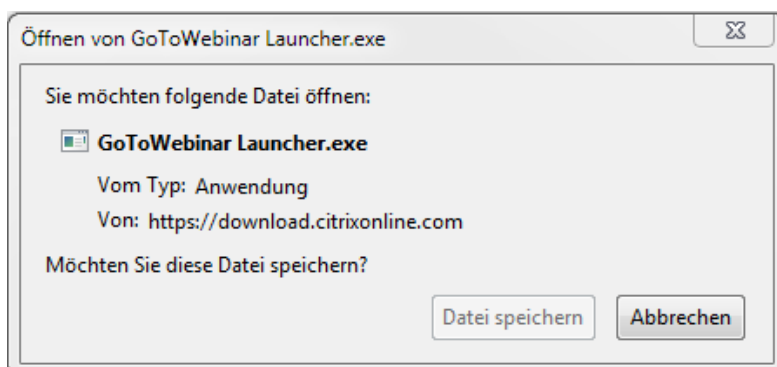 Öffnen von GoToWebinar Launcher.exe
Sie möchten folgende Datei öffnen:
GoToWebinar Launcher.exe
Vom Typ: Anwendung
Von: https://download.citrixonline.com
Möchten Sie diese Datei speichern?
Datei speichern Abbrechen